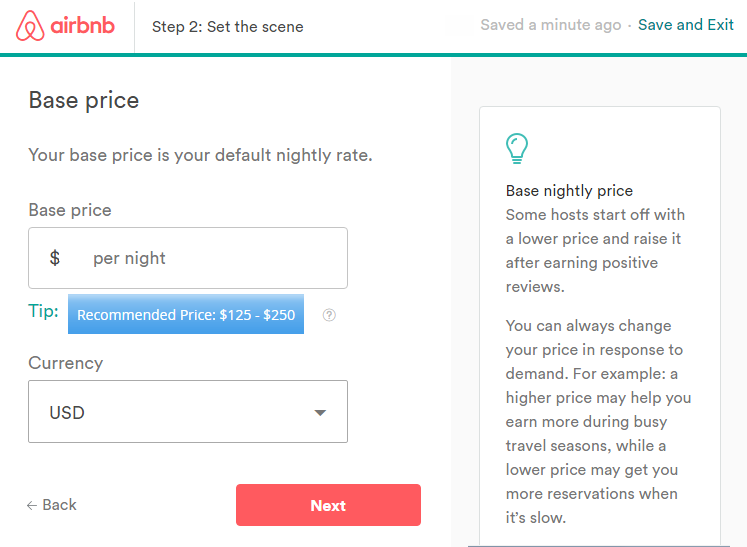 airbnb
Step 2: Set the scene
Saved a minute ago · Save and Exit
Base price
Your base price is your default nightly rate.
Base price
$ per night
Tip: Recommended Price: $125 - $250 ?
Currency
USD
← Back
Next
Base nightly price
Some hosts start off with
a lower price and raise it
after earning positive
reviews.
You can always change
your price in response to
demand. For example: a
higher price may help you
earn more during busy
travel seasons, while a
lower price may get you
more reservations when
it’s slow.